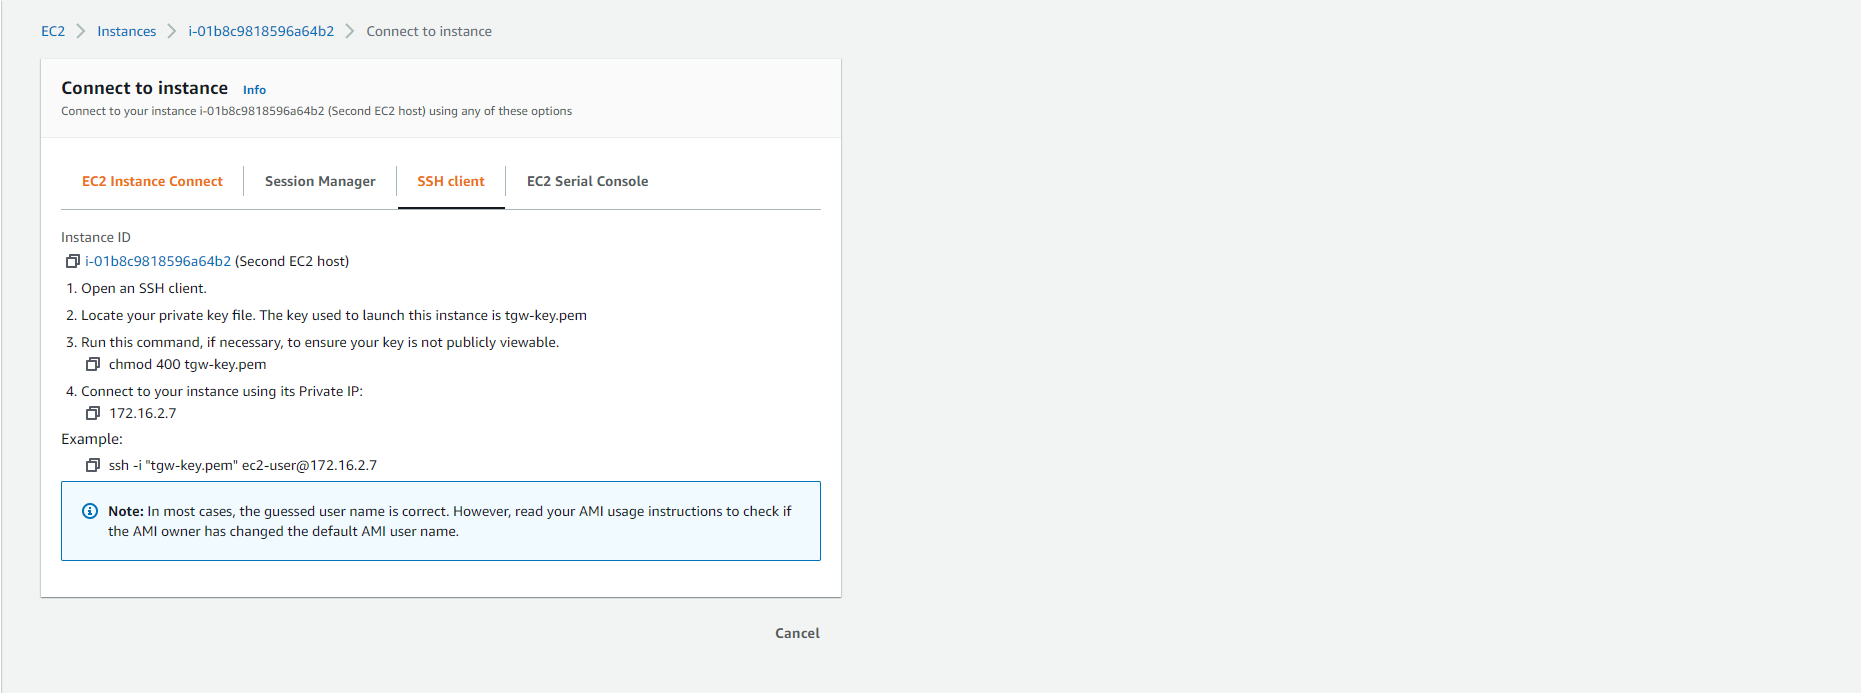 EC2 Instances i-01b8c9818596a64b2 Connect to instance
Connect to instance Info
Connect to your instance i-01b8c9818596a64b2 (Second EC2 host) using any of these options
EC2 Instance Connect Session Manager SSH client EC2 Serial Console
Instance ID
i-01b8c9818596a64b2 (Second EC2 host)
1. Open an SSH client.
2. Locate your private key file. The key used to launch this instance is tgw-key.pem
3. Run this command, if necessary, to ensure your key is not publicly viewable.
chmod 400 tgw-key.pem
4. Connect to your instance using its Private IP:
172.16.2.7
Example:
ssh -i "tgw-key.pem" ec2-user@172.16.2.7
Note: In most cases, the guessed user name is correct. However, read your AMI usage instructions to check if
the AMI owner has changed the default AMI user name.
Cancel